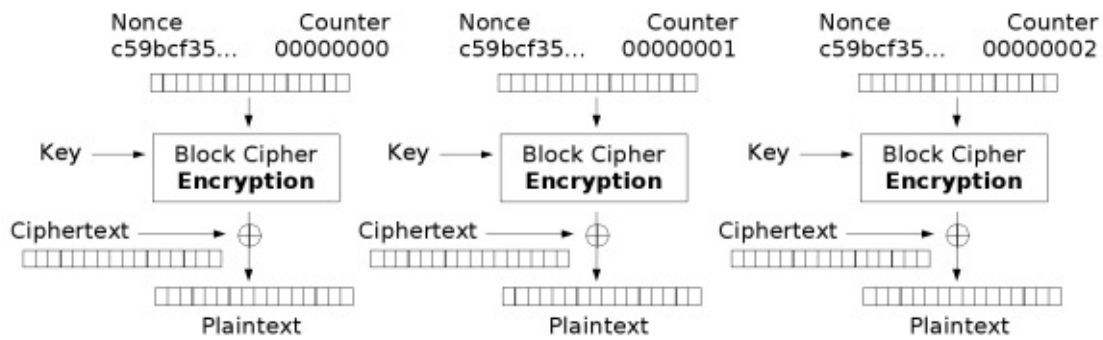 Nonce Counter Nonce Counter Nonce Counter
c59bcf35... 00000000 c59bcf35... 00000001 c59bcf35... 00000002
Key Block Cipher Key Block Cipher Key Block Cipher
Encryption Encryption Encryption
Ciphertext Ciphertext Ciphertext
Plaintext Plaintext Plaintext